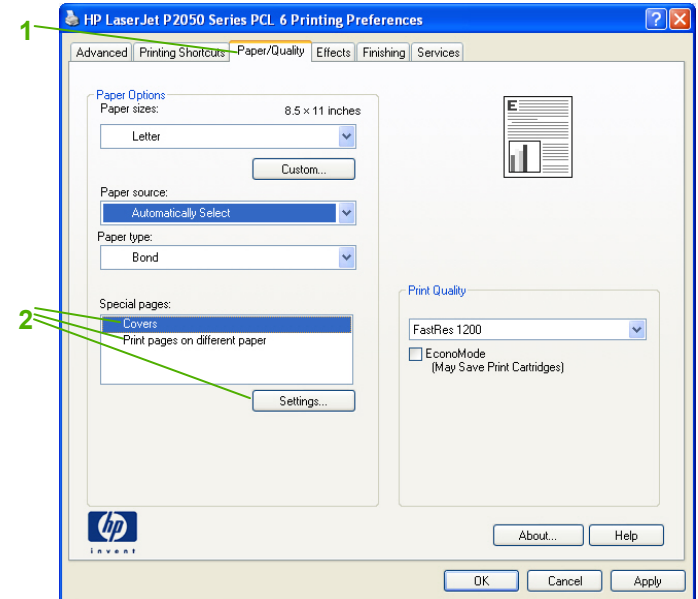 HP LaserJet P2050 Series PCL 6 Printing Preferences
1
Advanced Printing Shortcuts Paper/Quality Effects Finishing Services
Paper Options
Paper sizes: 8.5 × 11 inches
Letter
Custom...
Paper source:
Automatically Select
Paper type:
Bond
E
Print Quality
FastRes 1200
EconoMode
(May Save Print Cartridges)
Special pages:
2
Covers
Print pages on different paper
Settings...
hp
invent
About... Help
OK Cancel Apply